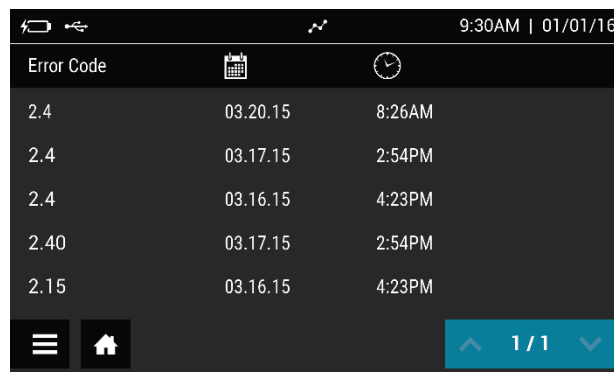 9:30AM | 01/01/16
Error Code
2.4 03.20.15 8:26AM
2.4 03.17.15 2:54PM
2.4 03.16.15 4:23PM
2.40 03.17.15 2:54PM
2.15 03.16.15 4:23PM
1 / 1